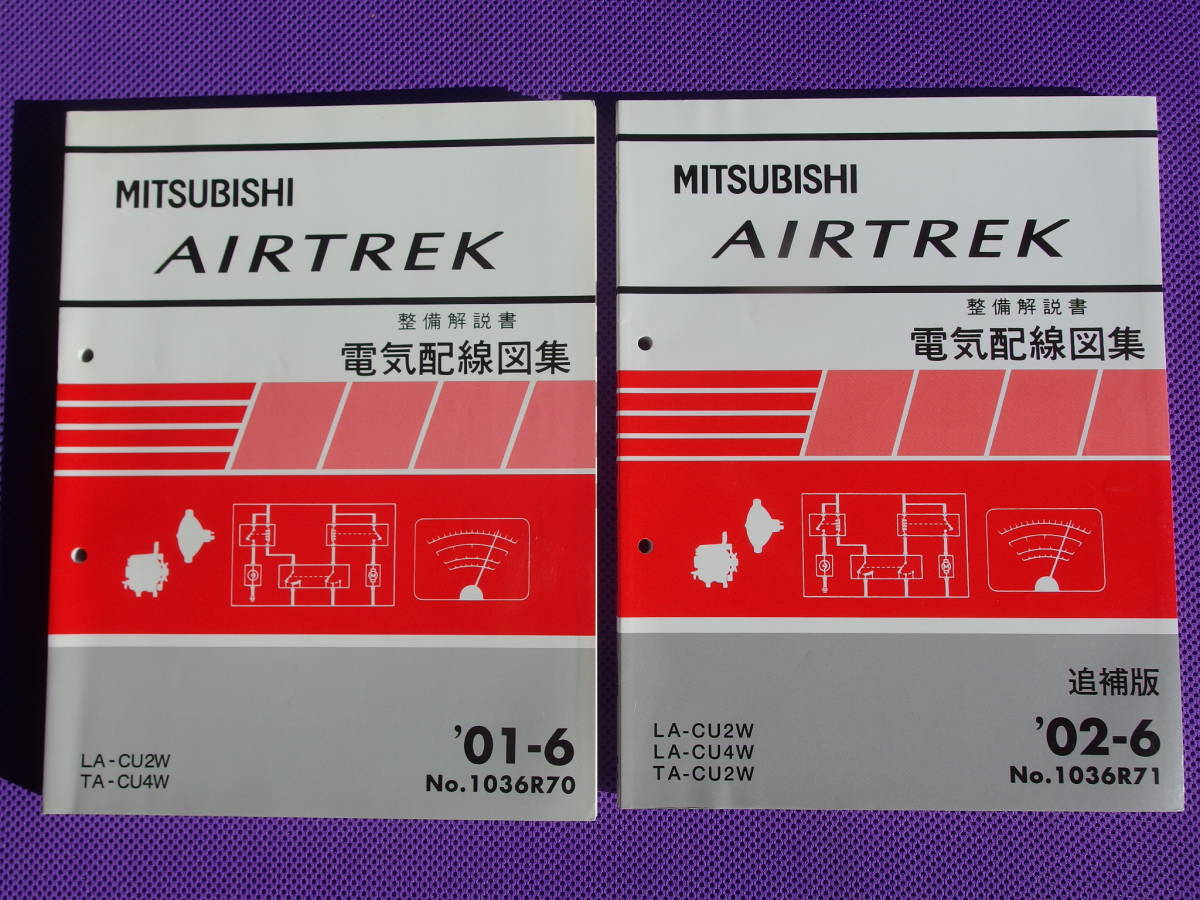 MITSUBISHI
AIRTREK
整備解説書
電気配線図集
LA-CU2W
TA-CU4W
'01-6
No.1036R70
MITSUBISHI
AIRTREK
整備解説書
電気配線図集
追補版
LA-CU2W
LA-CU4W
TA-CU2W
'02-6
No.1036R71